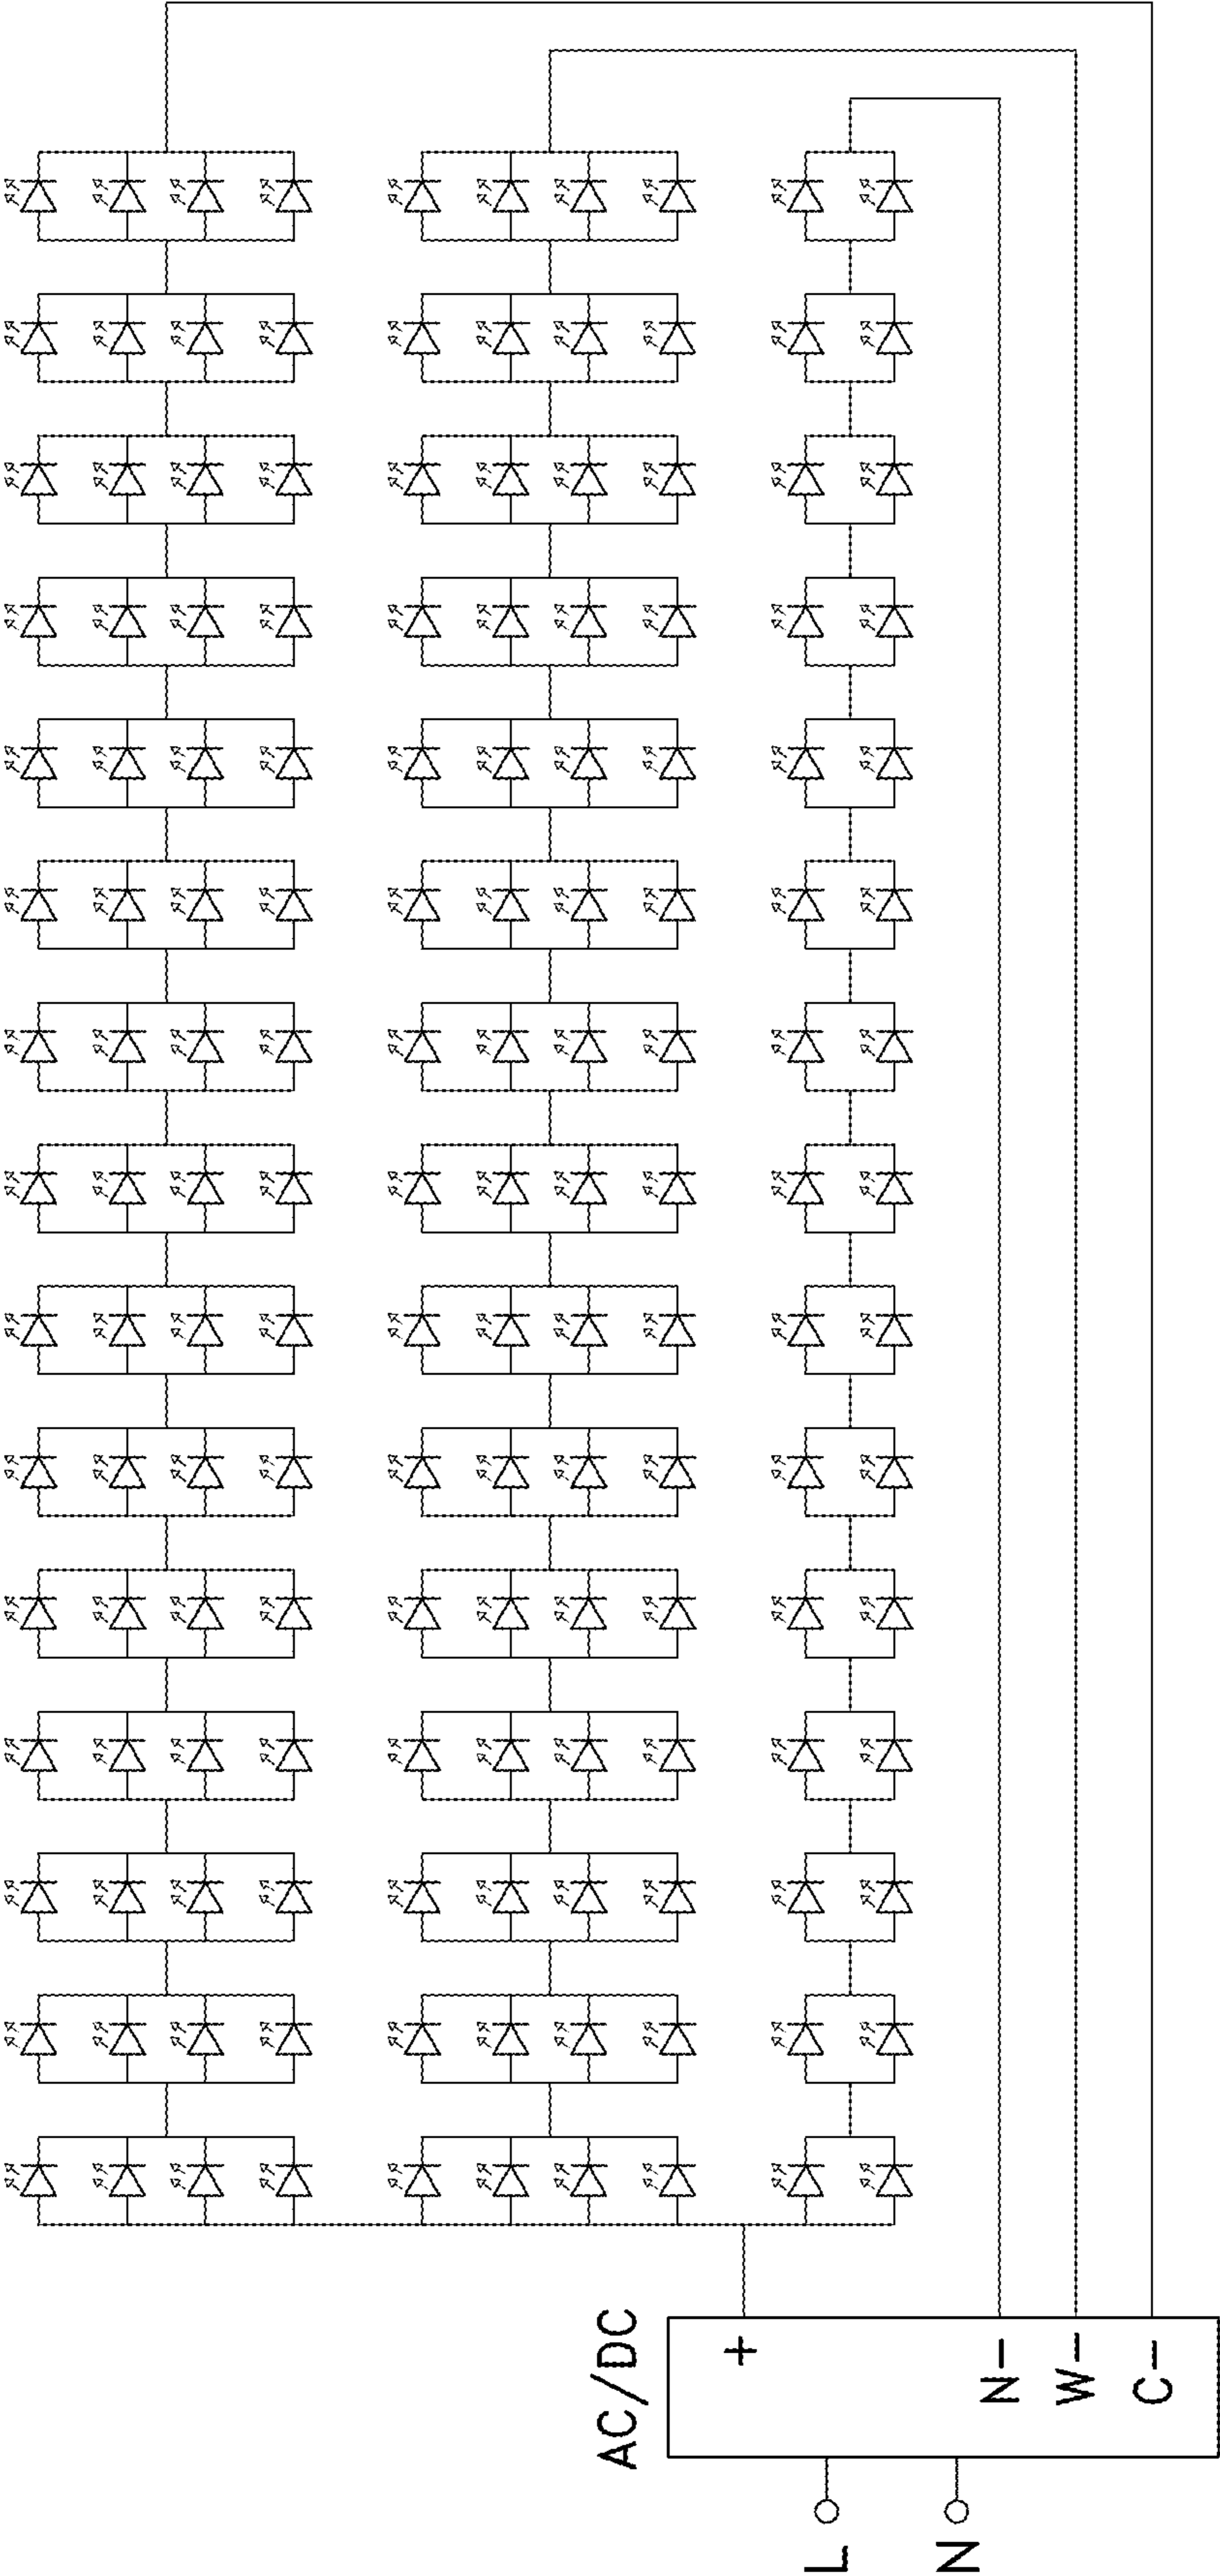 AC/DC
+
N-
W-
C-
L
N